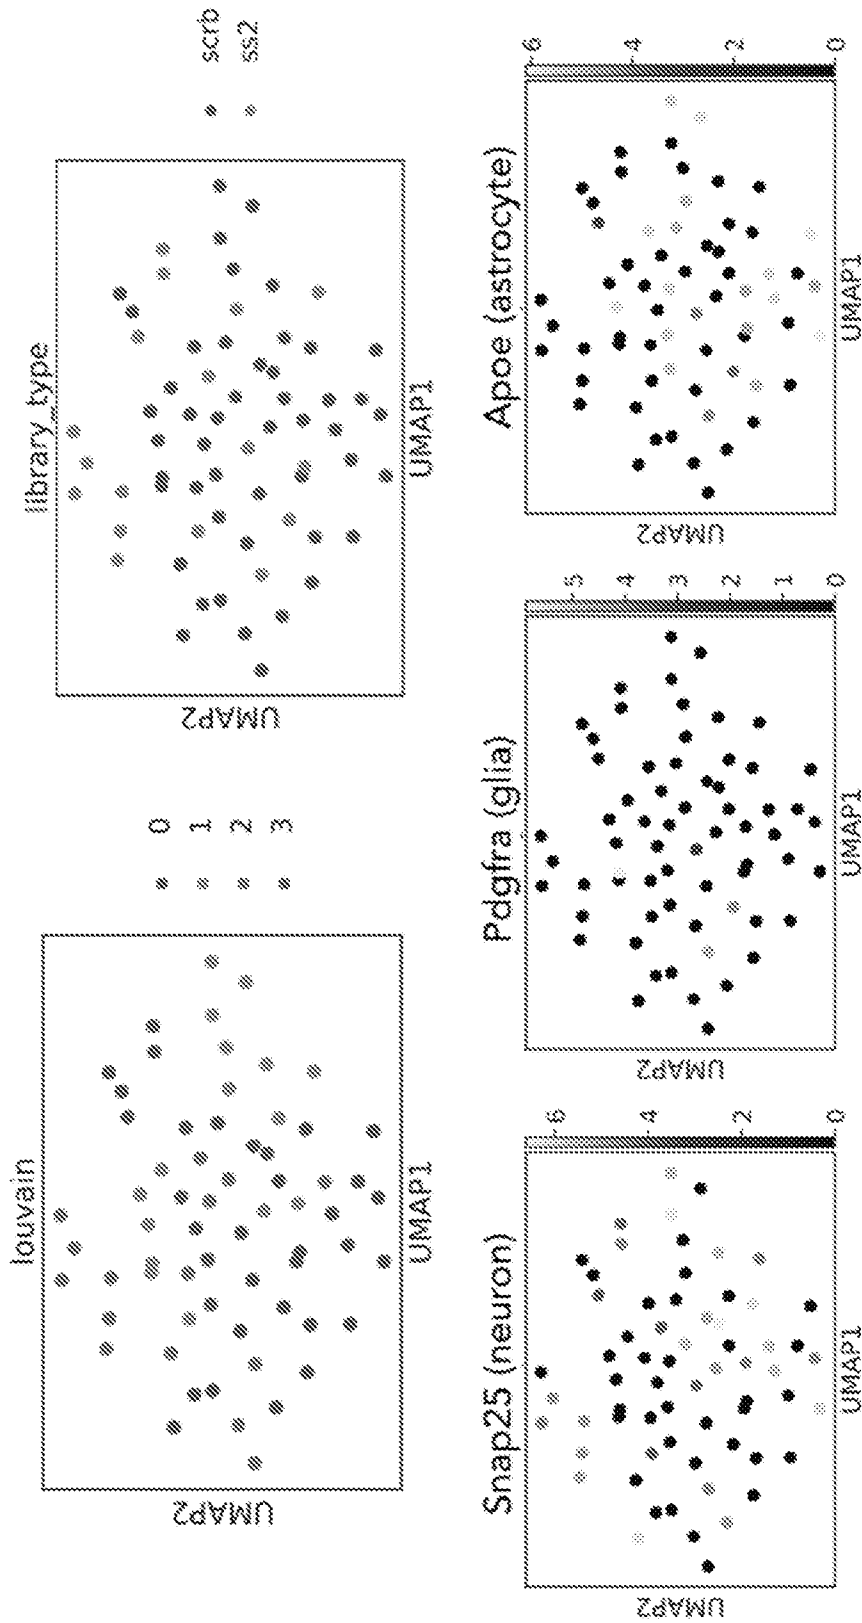 louvain
UMAP2
UMAP1
0
1
2
3
library_type
UMAP2
UMAP1
scrb
ss2
Snap25 (neuron)
UMAP2
UMAP1
6
4
2
0
Pdgfra (glia)
UMAP2
UMAP1
5
4
3
2
1
0
Apoe (astrocyte)
UMAP2
UMAP1
6
4
2
0